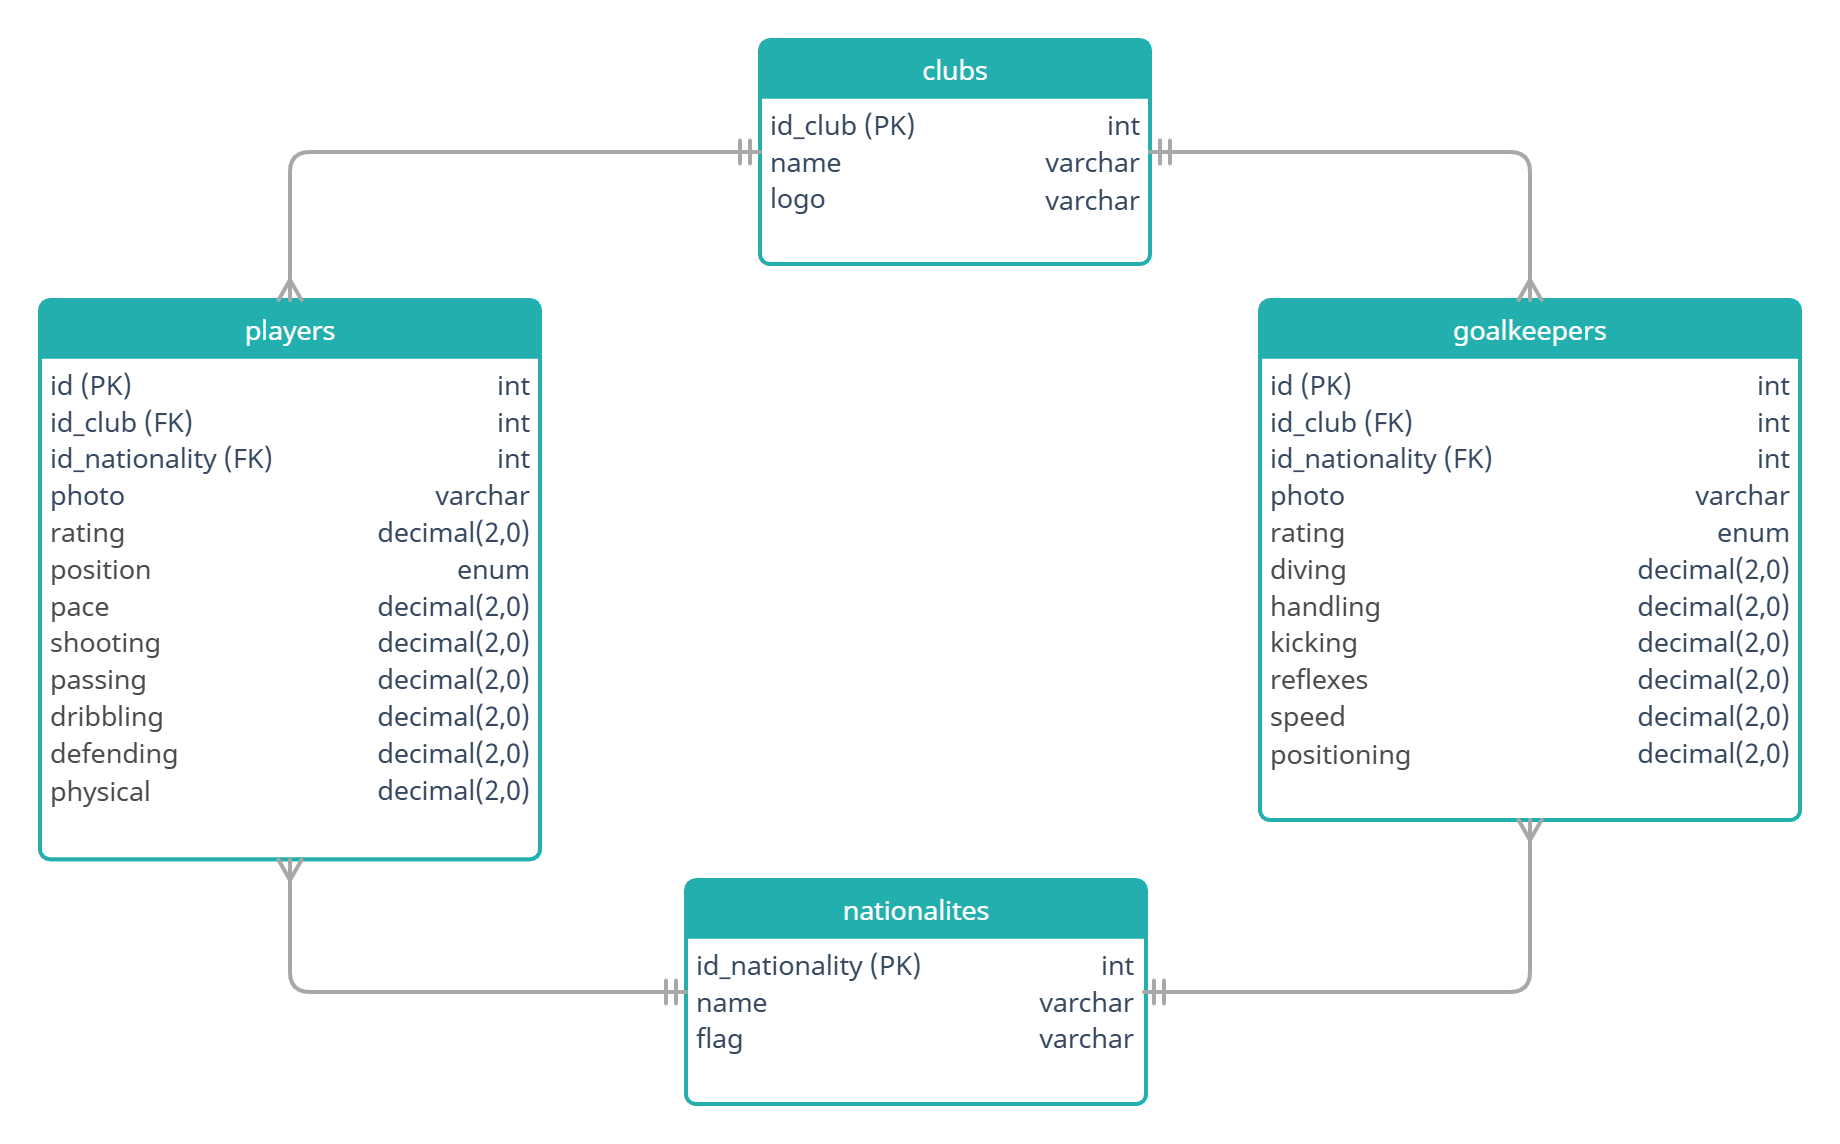 clubs
id_club (PK) int
name varchar
logo varchar
players
id (PK) int
id_club (FK) int
id_nationality (FK) int
photo varchar
rating decimal(2,0)
position enum
pace decimal(2,0)
shooting decimal(2,0)
passing decimal(2,0)
dribbling decimal(2,0)
defending decimal(2,0)
physical decimal(2,0)
goalkeepers
id (PK) int
id_club (FK) int
id_nationality (FK) int
photo varchar
rating enum
diving decimal(2,0)
handling decimal(2,0)
kicking decimal(2,0)
reflexes decimal(2,0)
speed decimal(2,0)
positioning decimal(2,0)
nationalites
id_nationality (PK) int
name varchar
flag varchar